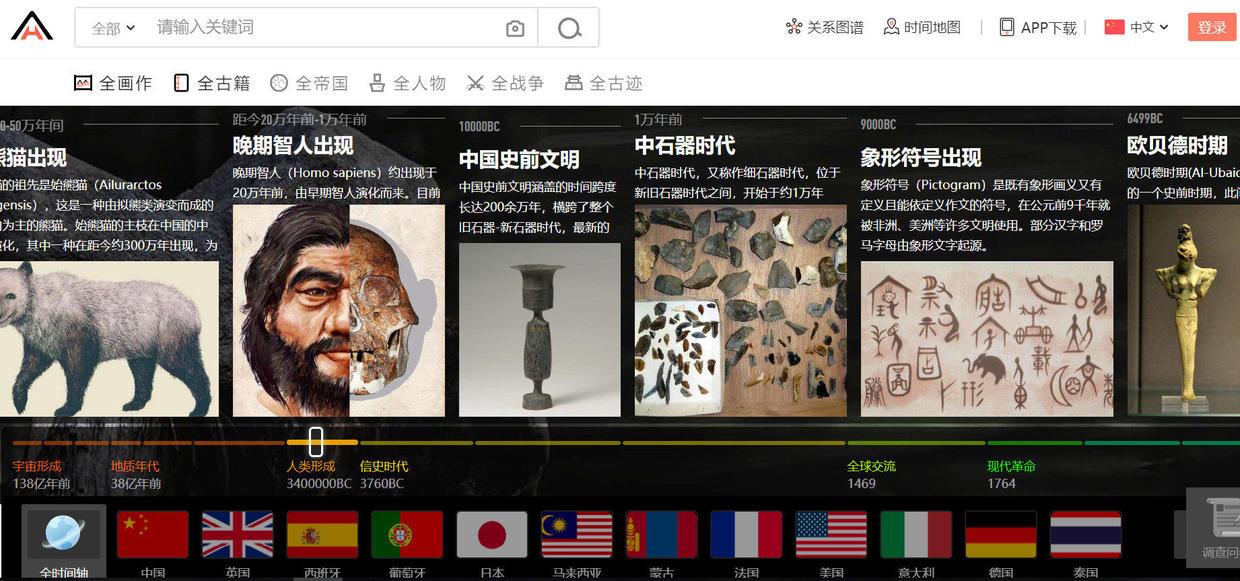 全部
请输入关键词
关系图谱
时间地图
APP下载
中文
登录
全画作
全古籍
全帝国
全人物
全战争
全古迹
0-50万年间
熊猫出现
的祖先是始熊猫（Ailurarctos
gensis），这是一种由拟熊类演变而成的
为主的熊猫。始熊猫的主枝在中国的中
演化，其中一种在距今约300万年出现，为
距今20万年前-1万年前
晚期智人出现
晚期智人（Homo sapiens）约出现于
20万年前，由早期智人演化而来。目前
10000BC
中国史前文明
中国史前文明涵盖的时间跨度
长达200余万年，横跨了整个
旧石器-新石器时代，最新的
1万年前
中石器时代
中石器时代，又称作细石器时代，位于
新旧石器时代之间，开始于约1万年
9000BC
象形符号出现
象形符号（Pictogram）是既有象形画义又有
定义且能依定义作文的符号，在公元前9千年就
被非洲、美洲等许多文明使用。部分汉字和罗
马字母由象形文字起源。
6499BC
欧贝德时期
欧贝德时期(Al-Ubaid
的一个史前时期，此
宇宙形成
138亿年前
地质年代
38亿年前
人类形成
3400000BC
信史时代
3760BC
全球交流
1469
现代革命
1764
全时间轴
中国
英国
西班牙
葡萄牙
日本
马来西亚
蒙古
法国
美国
意大利
德国
泰国
调查问